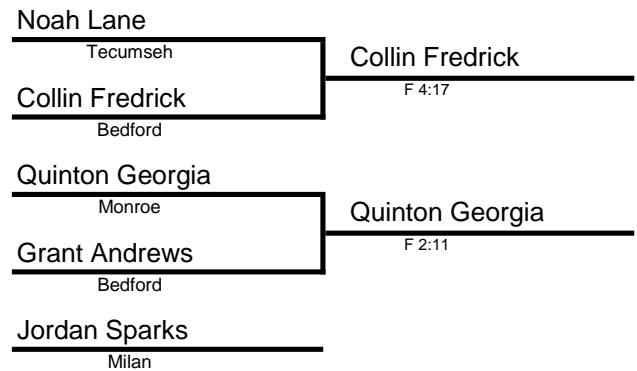 Noah Lane
Tecumseh
Collin Fredrick
F 4:17
Collin Fredrick
Bedford
Quinton Georgia
Monroe
Quinton Georgia
F 2:11
Grant Andrews
Bedford
Jordan Sparks
Milan